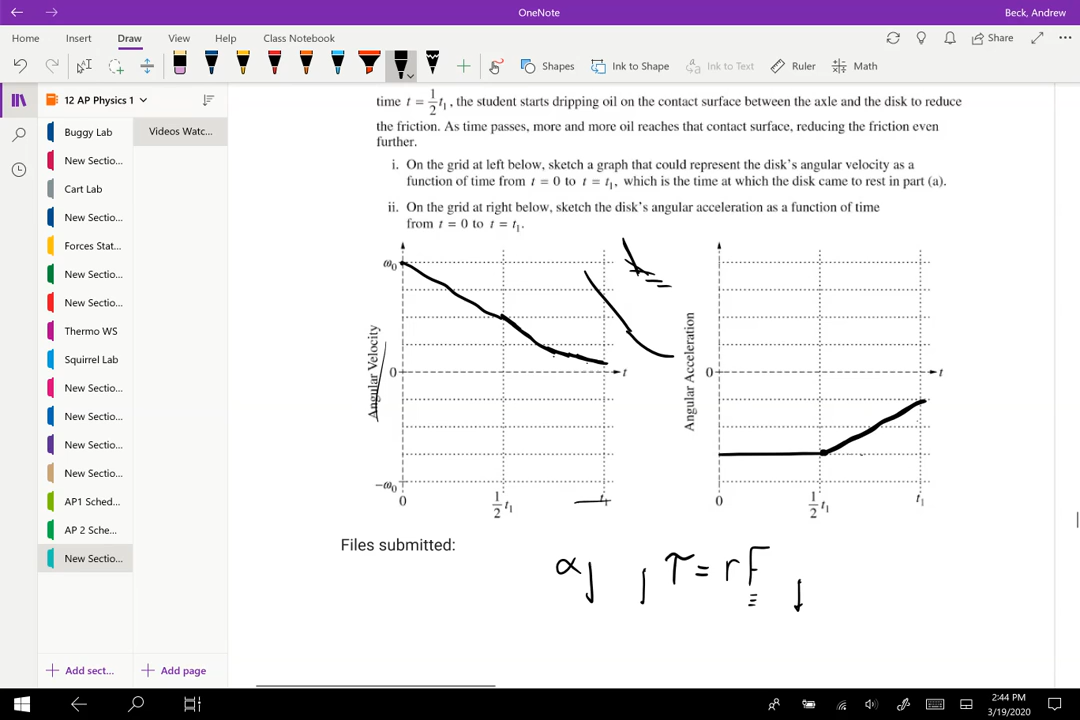 OneNote
Beck, Andrew
Home Insert Draw View Help Class Notebook
Share
Shapes Ink to Shape Ink to Text Ruler Math
12 AP Physics 1
Buggy Lab
New Sectio...
Cart Lab
New Sectio...
Forces Stat...
New Sectio...
New Sectio...
Thermo WS
Squirrel Lab
New Sectio...
New Sectio...
New Sectio...
New Sectio...
AP1 Sched...
AP 2 Sche...
New Sectio...
Add sect...
Videos Watc...
Add page
time t = 1/2 t₁, the student starts dripping oil on the contact surface between the axle and the disk to reduce
the friction. As time passes, more and more oil reaches that contact surface, reducing the friction even
further.
i. On the grid at left below, sketch a graph that could represent the disk's angular velocity as a
function of time from t = 0 to t = t₁, which is the time at which the disk came to rest in part (a).
ii. On the grid at right below, sketch the disk's angular acceleration as a function of time
from t = 0 to t = t₁.
Angular Velocity
ω₀
0
−ω₀
0
1/2 t₁
t₁
t
Angular Acceleration
0
0
1/2 t₁
t₁
t
Files submitted:
α↓ ↓ τ = rF ↓
2:44 PM
3/19/2020